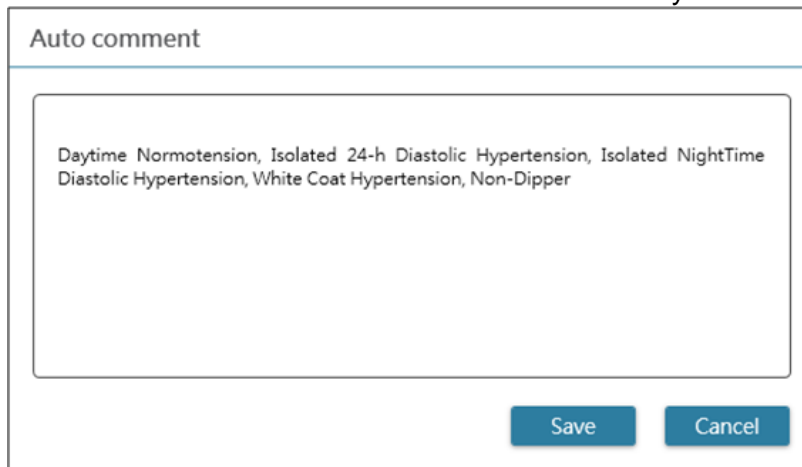 Auto comment
Daytime Normotension, Isolated 24-h Diastolic Hypertension, Isolated NightTime
Diastolic Hypertension, White Coat Hypertension, Non-Dipper
Save
Cancel